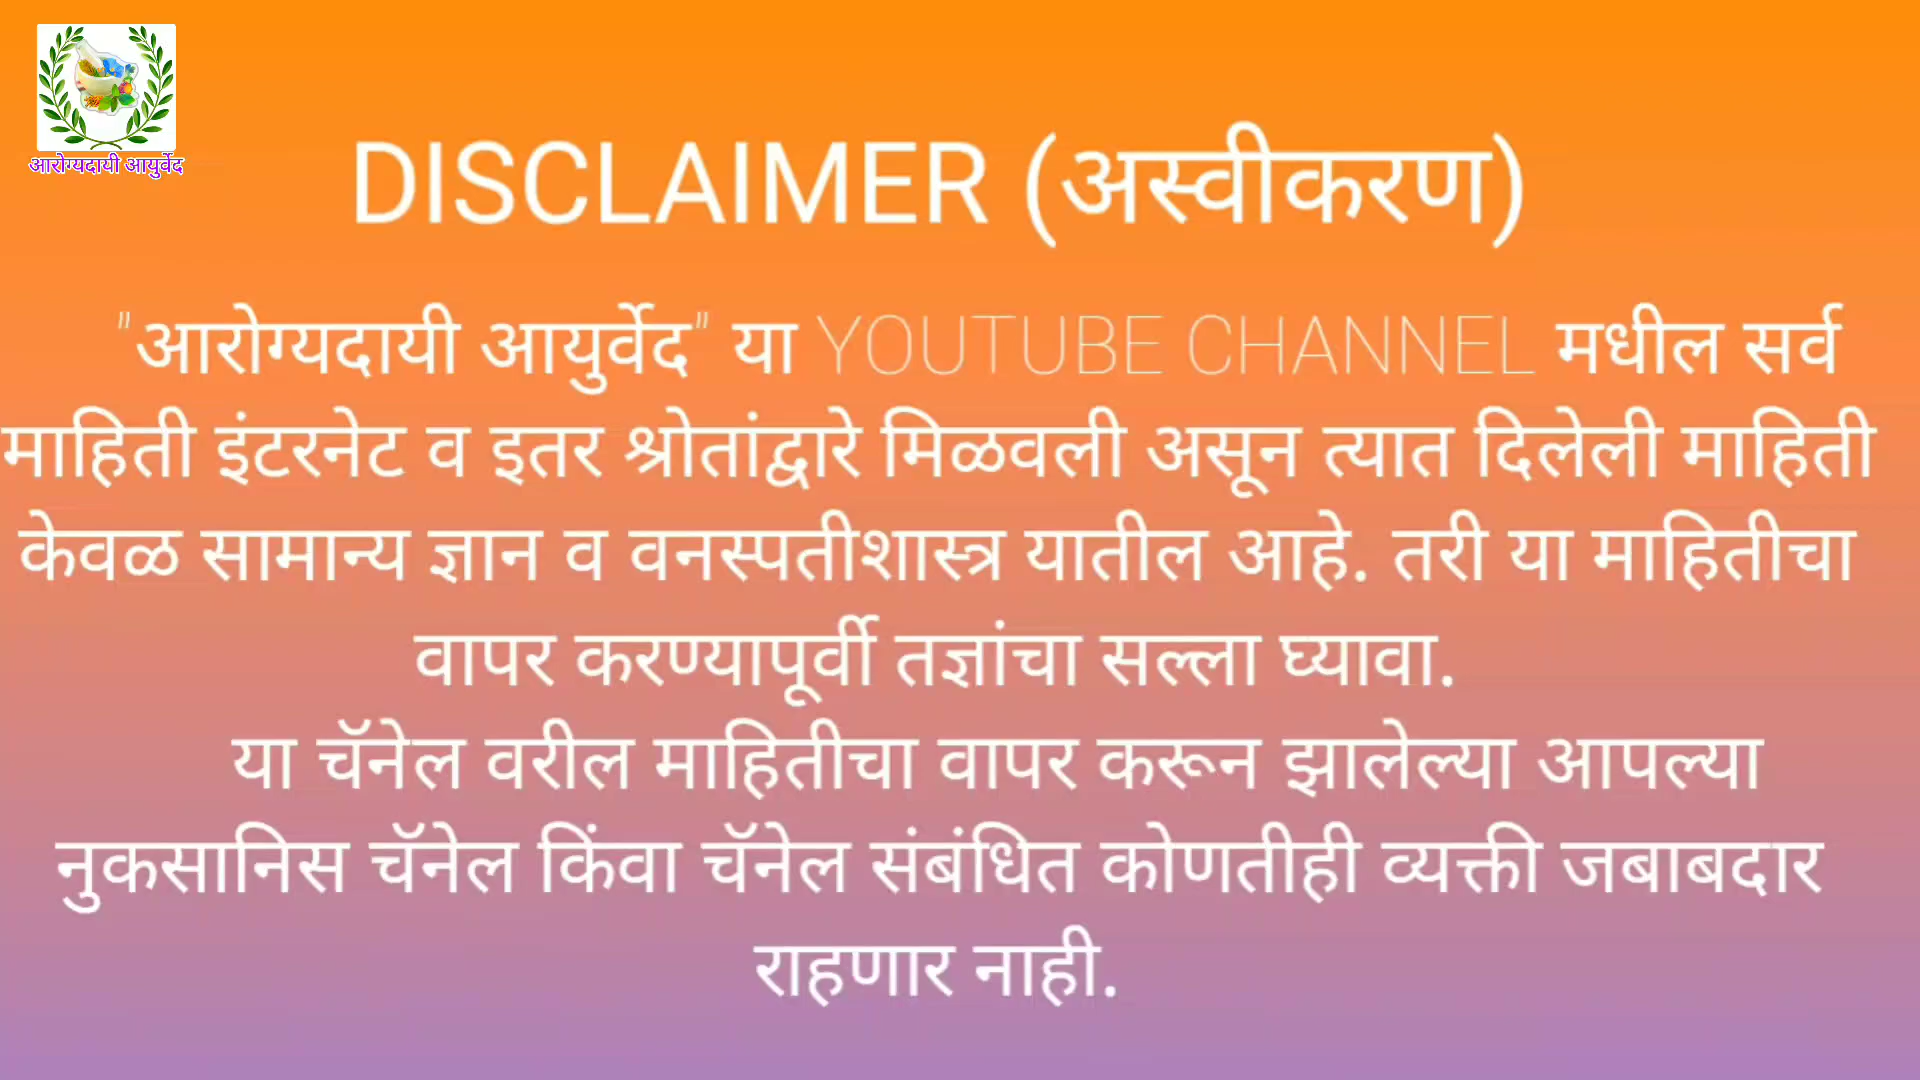 आरोग्यदायी आयुर्वेद
DISCLAIMER (अस्वीकरण)
"आरोग्यदायी आयुर्वेद" या YOUTUBE CHANNEL मधील सर्व
माहिती इंटरनेट व इतर श्रोतांद्वारे मिळवली असून त्यात दिलेली माहिती
केवळ सामान्य ज्ञान व वनस्पतीशास्त्र यातील आहे. तरी या माहितीचा
वापर करण्यापूर्वी तज्ञांचा सल्ला घ्यावा.
या चॅनेल वरील माहितीचा वापर करून झालेल्या आपल्या
नुकसानिस चॅनेल किंवा चॅनेल संबंधित कोणतीही व्यक्ती जबाबदार
राहणार नाही.